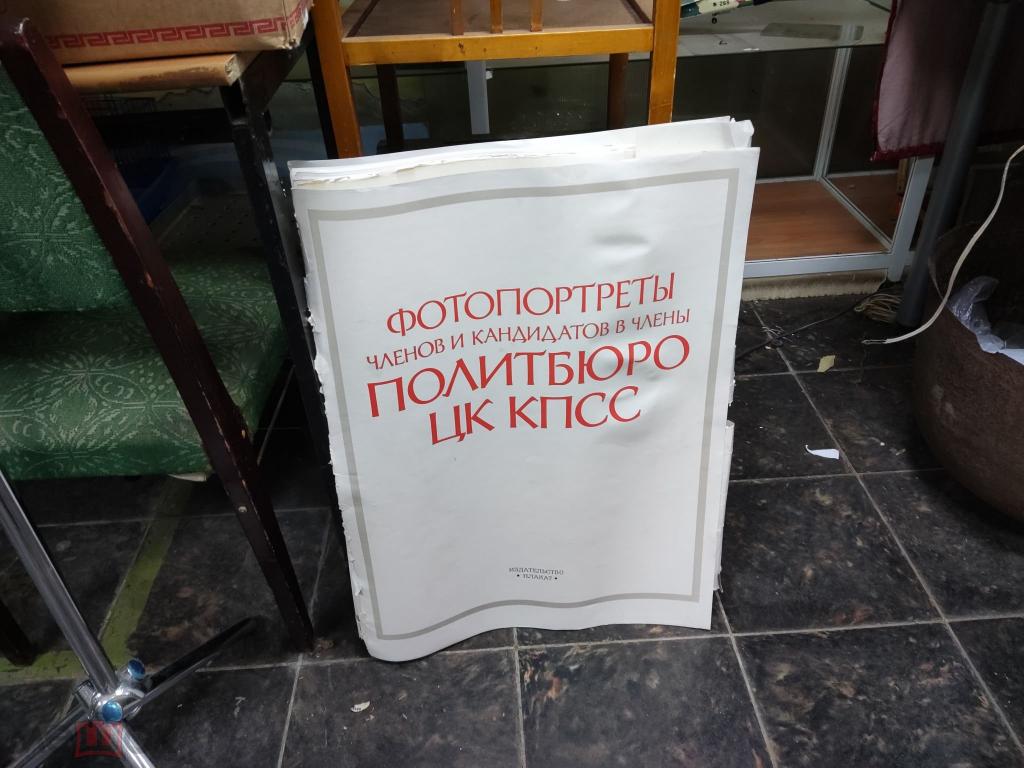 ФОТОПОРТРЕТЫ
ЧЛЕНОВ И КАНДИДАТОВ В ЧЛЕНЫ
ПОЛИТБЮРО
ЦК КПСС
ИЗДАТЕЛЬСТВО
• ПЛАКАТ •